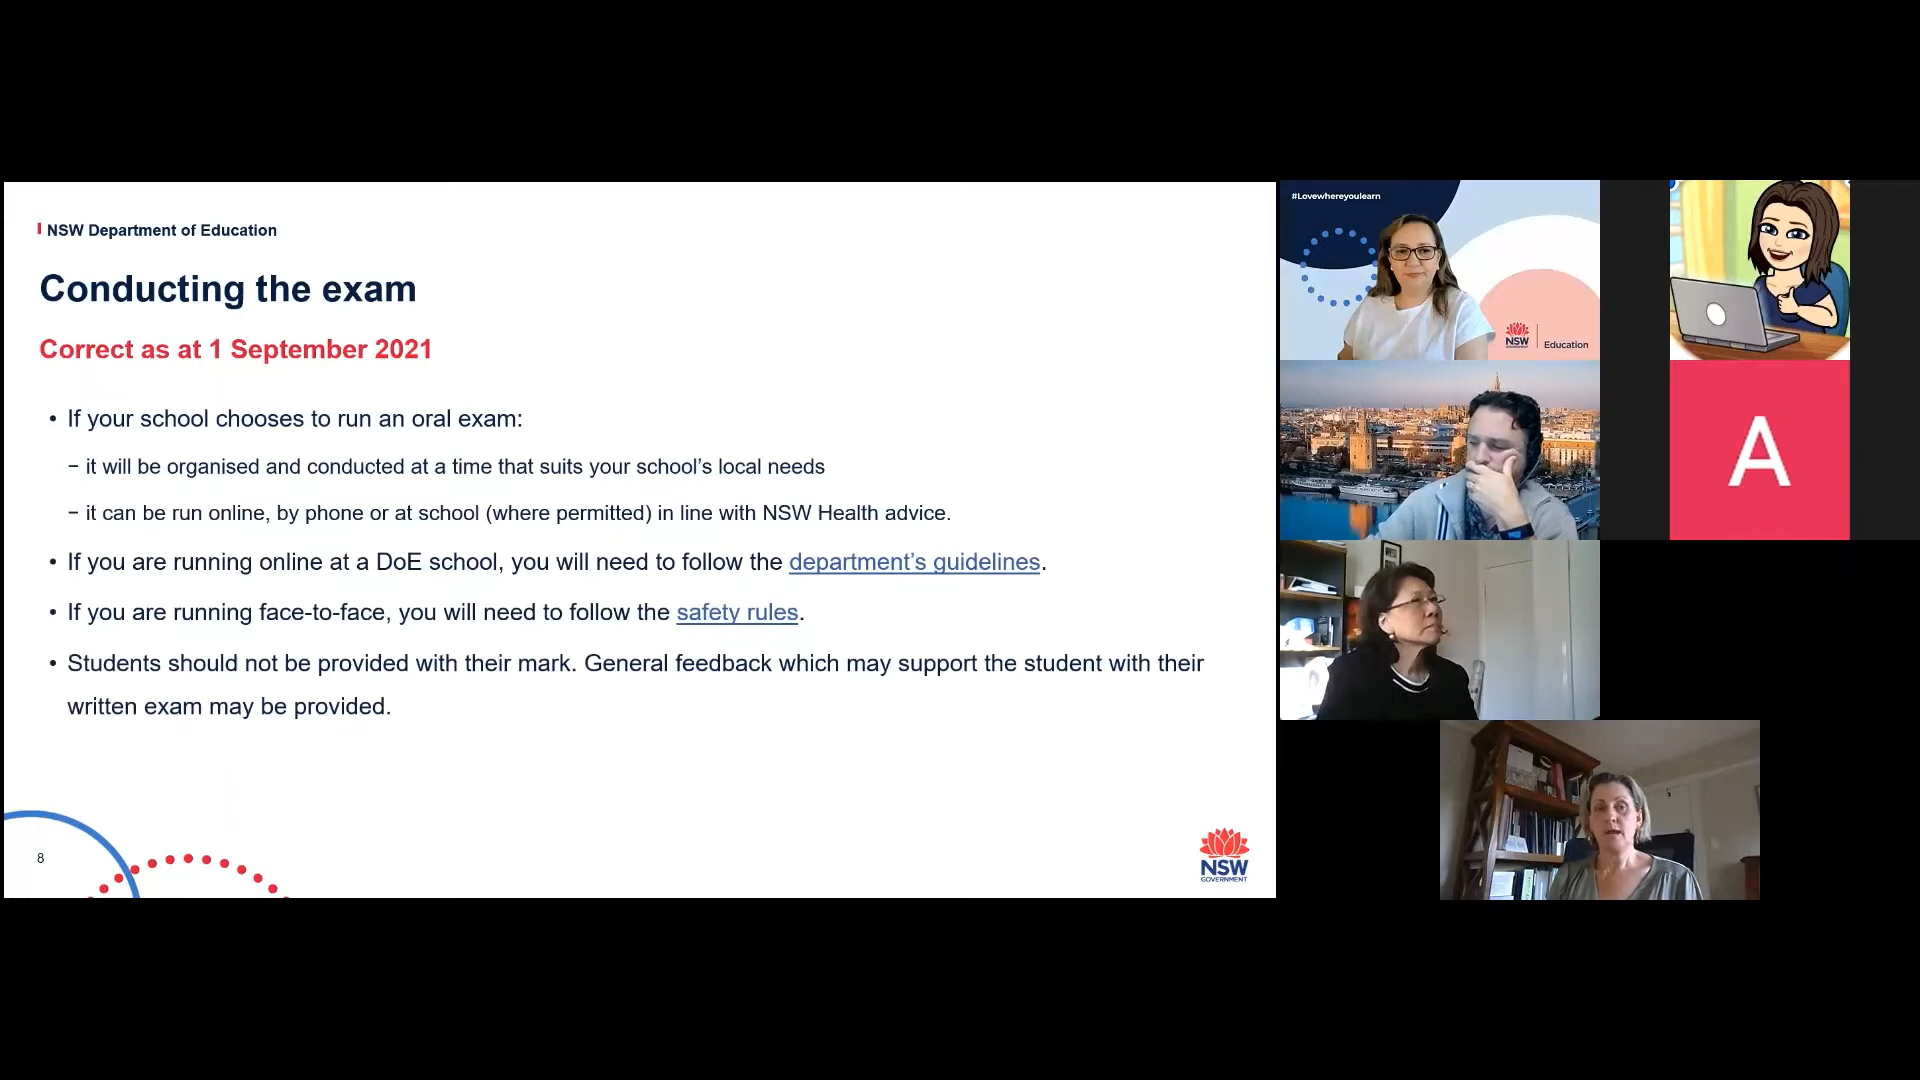 NSW Department of Education
Conducting the exam
Correct as at 1 September 2021
• If your school chooses to run an oral exam:
− it will be organised and conducted at a time that suits your school’s local needs
− it can be run online, by phone or at school (where permitted) in line with NSW Health advice.
• If you are running online at a DoE school, you will need to follow the department’s guidelines.
• If you are running face-to-face, you will need to follow the safety rules.
• Students should not be provided with their mark. General feedback which may support the student with their
written exam may be provided.
8
NSW
GOVERNMENT
#Lovewhereyoulearn
NSW
Education
A